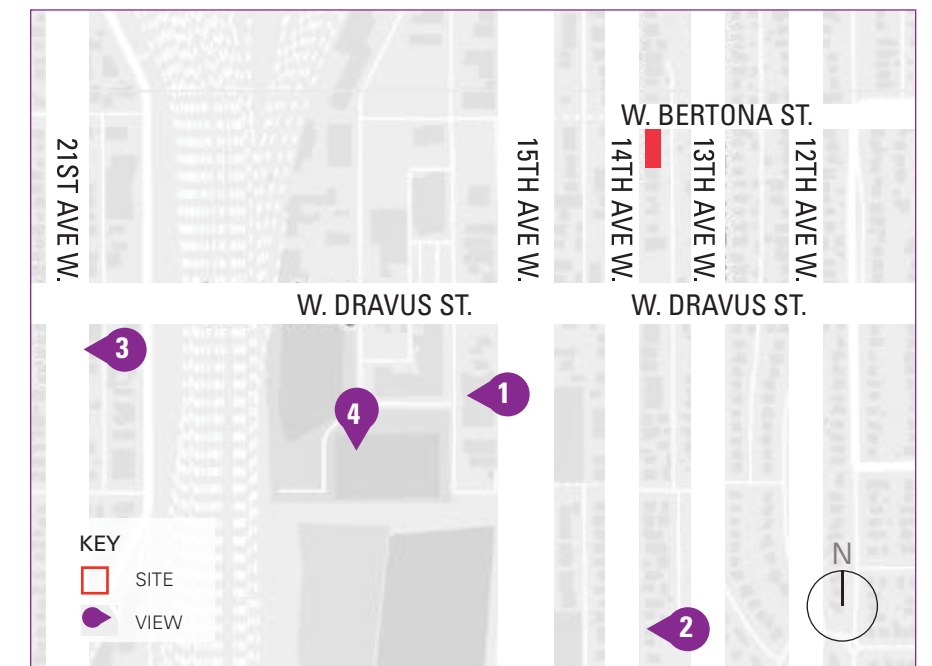 W. BERTONA ST.
21ST AVE W.
15TH AVE W.
14TH AVE W.
13TH AVE W.
12TH AVE W.
W. DRAVUS ST.
W. DRAVUS ST.
3
1
4
KEY
SITE
VIEW
N
2